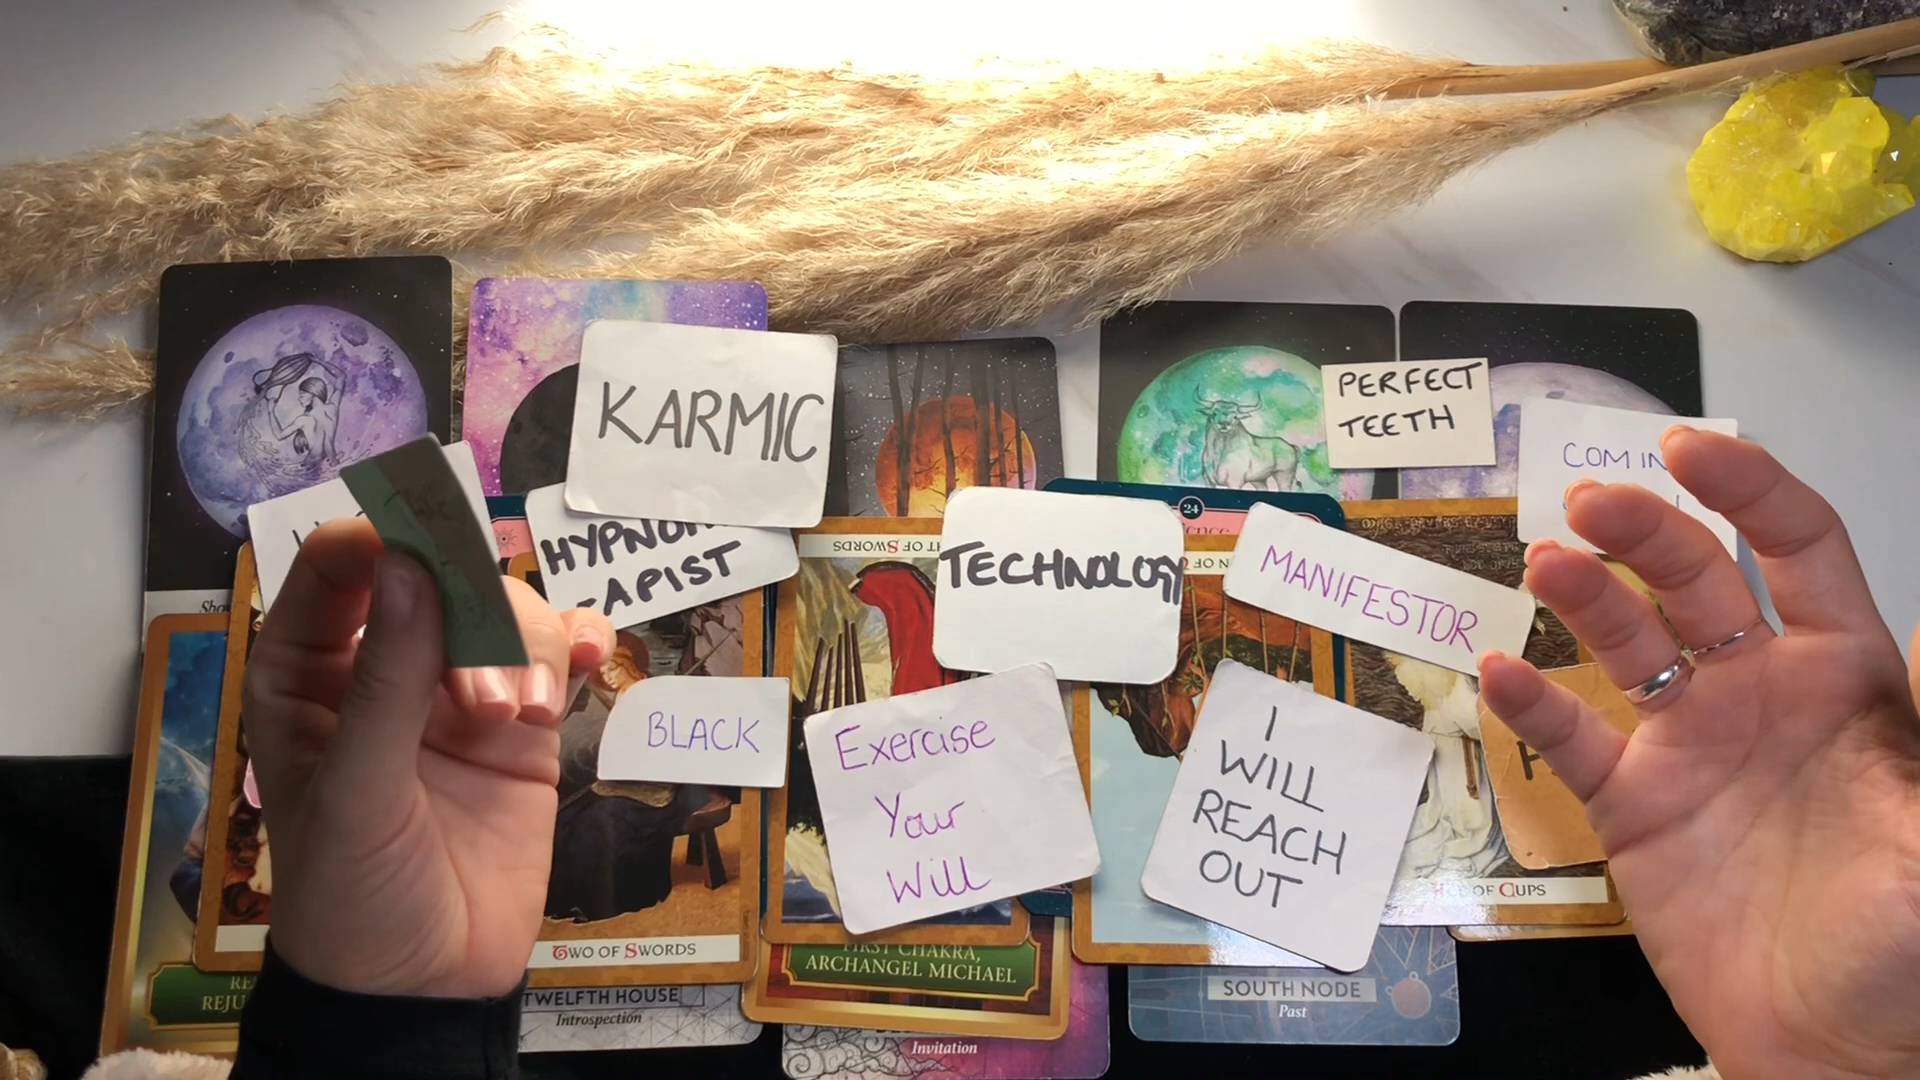 KARMIC
PERFECT
TEETH
24
TECHNOLOGY
MANIFESTOR
BLACK
Exercise
Your
Will
I
WILL
REACH
OUT
OF CUPS
TWO OF SWORDS
FIRST CHAKRA,
ARCHANGEL MICHAEL
TWELFTH HOUSE
Introspection
SOUTH NODE
Past
Invitation
OF SWORDS